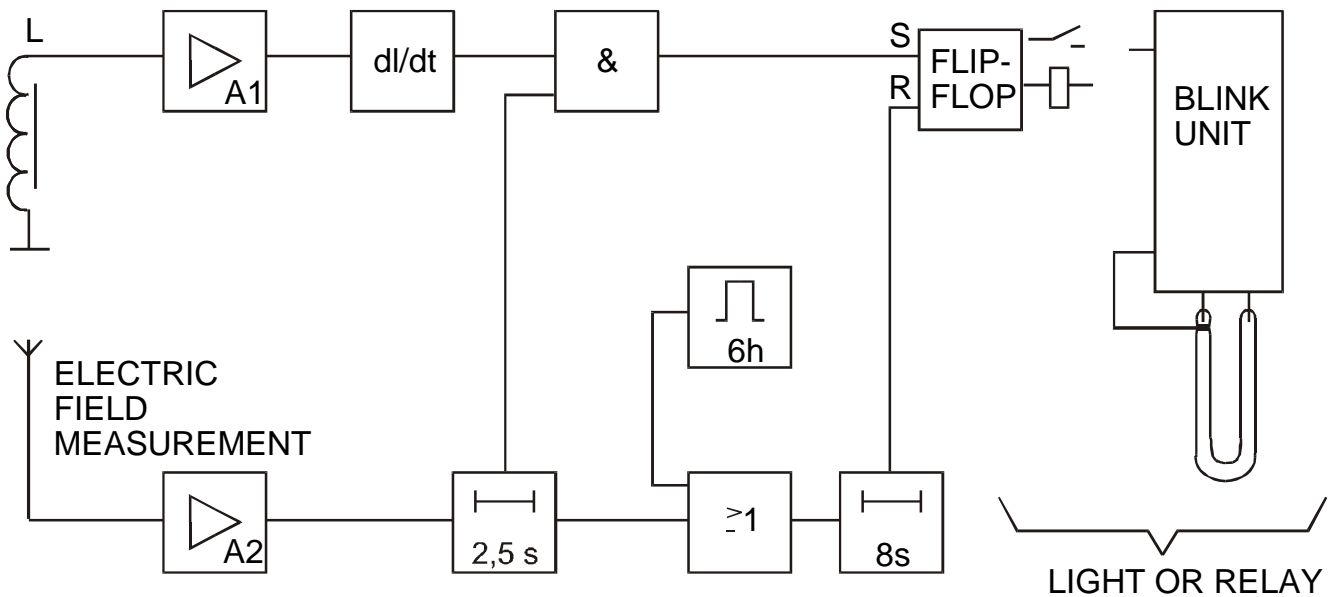 L
A1
dI/dt
&
S
R
FLIP-
FLOP
BLINK
UNIT
6h
ELECTRIC
FIELD
MEASUREMENT
A2
2,5 s
≥1
8s
LIGHT OR RELAY